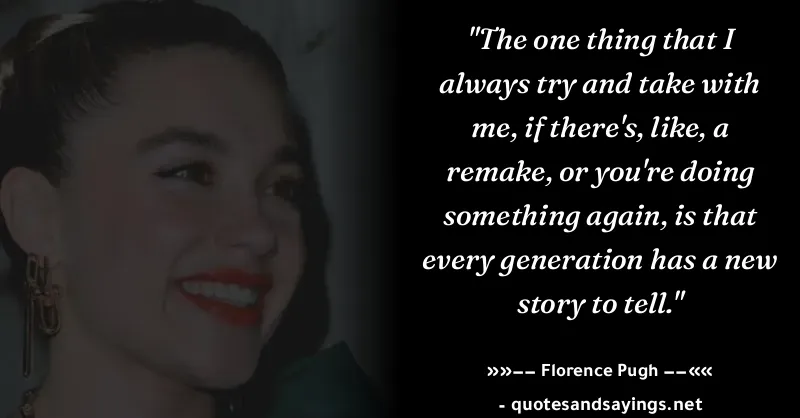 "The one thing that I
always try and take with
me, if there's, like, a
remake, or you're doing
something again, is that
every generation has a new
story to tell."
»»−− Florence Pugh −−««
- quotesandsayings.net